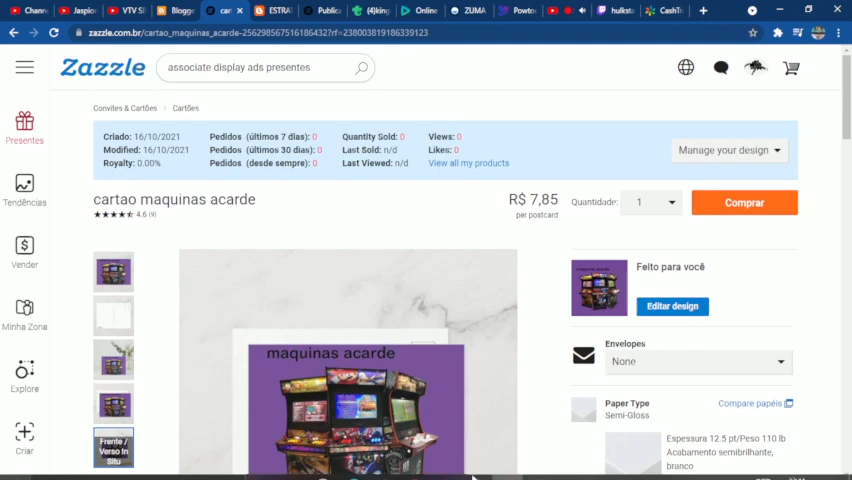 Chann
Jaspion
VTV SI
Blogge
car
ESTRAT
Publica
(4)king
Online
ZUMA
Powtoo
hulksto
CashTra
zazzle.com.br/cartao_maquinas_acarde-256298567516186432?rf=238003819186339123
Zazzle
associate display ads presentes
Presentes
Tendências
Vender
Minha Zona
Explore
Criar
Convites & Cartões › Cartões
Criado: 16/10/2021 Pedidos (últimos 7 dias): 0 Quantity Sold: 0 Views: 0
Modified: 16/10/2021 Pedidos (últimos 30 dias): 0 Last Sold: n/d Likes: 0
Royalty: 0.00% Pedidos (desde sempre): 0 Last Viewed: n/d View all my products
Manage your design
cartao maquinas acarde
4.6 (9)
R$ 7,85
per postcard
Quantidade: 1
Comprar
Frente /
Verso In
Situ
maquinas acarde
Feito para você
Editar design
Envelopes
None
Paper Type
Semi-Gloss
Compare papéis
Espessura 12.5 pt/Peso 110 lb
Acabamento semibrilhante,
branco